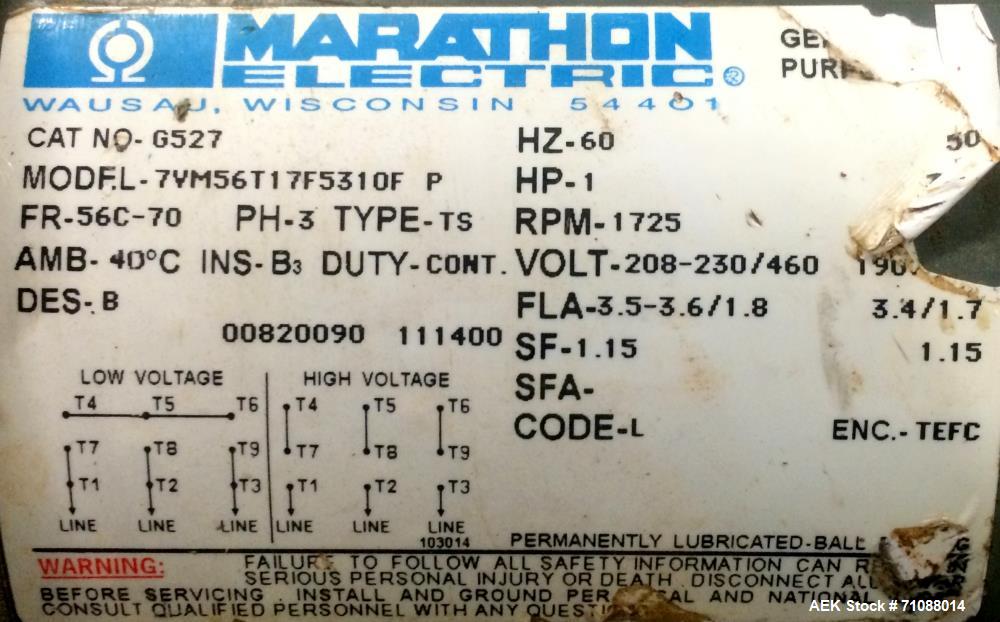 MARATHON
ELECTRIC®
WAUSAU, WISCONSIN 54401
CAT NO- G527
MODEL- 7VM56T17F5310F P
FR-56C-70 PH-3 TYPE-TS
AMB- 40°C INS-B3 DUTY-CONT.
DES- B
00820090 111400
HZ-60 50
HP-1
RPM-1725
VOLT-208-230/460
FLA-3.5-3.6/1.8 3.4/1.7
SF-1.15 1.15
SFA-
CODE-L ENC.- TEFC
LOW VOLTAGE HIGH VOLTAGE
T4 T5 T6 T4 T5 T6
T7 T8 T9 T7 T8 T9
T1 T2 T3 T1 T2 T3
LINE LINE LINE LINE LINE LINE
103014
PERMANENTLY LUBRICATED-BALL
WARNING: FAILURE TO FOLLOW ALL SAFETY INFORMATION CAN
SERIOUS PERSONAL INJURY OR DEATH. DISCONNECT ALL
BEFORE SERVICING. INSTALL AND GROUND PER AND NATIONAL
CONSULT QUALIFIED PERSONNEL WITH ANY
AEK Stock # 71088014